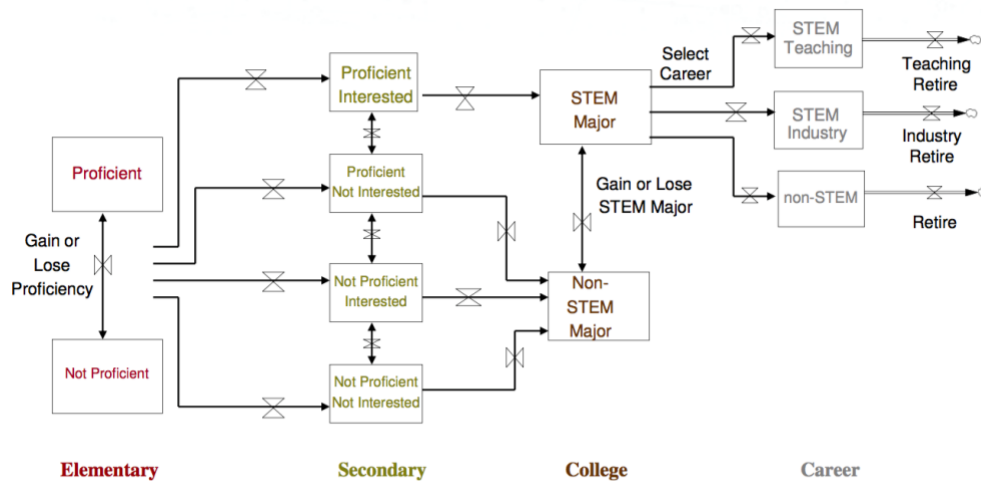 Proficient
Gain or
Lose
Proficiency
Not Proficient
Proficient
Interested
Proficient
Not Interested
Not Proficient
Interested
Not Proficient
Not Interested
STEM
Major
Gain or Lose
STEM Major
Non-
STEM
Major
Select
Career
STEM
Teaching
Teaching
Retire
STEM
Industry
Industry
Retire
non-STEM
Retire
Elementary
Secondary
College
Career